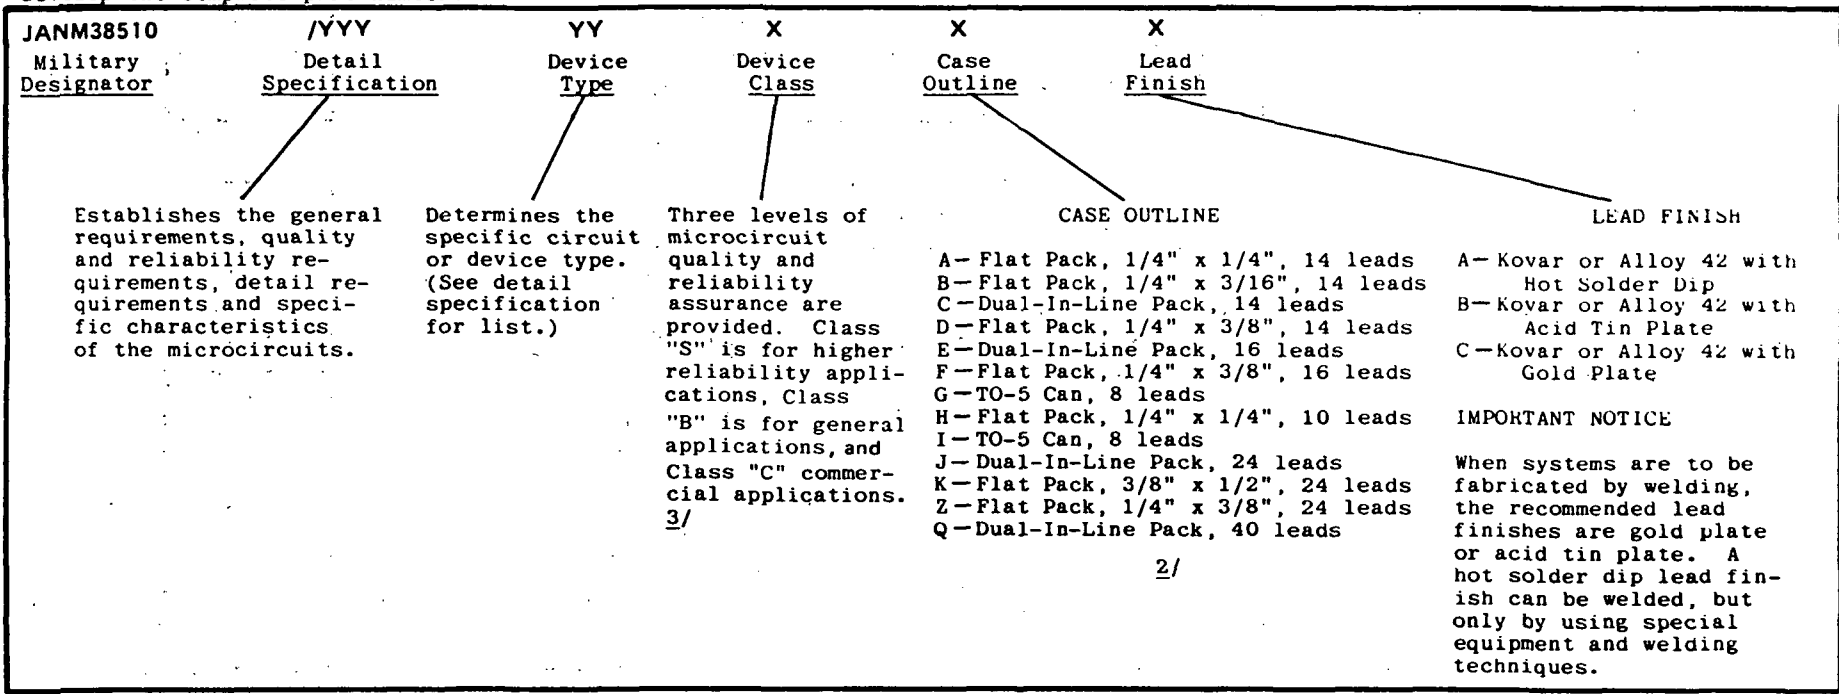 JANM38510 /YYY YY X X X
Military Detail Device Device Case Lead
Designator Specification Type Class Outline Finish
Establishes the general
requirements, quality
and reliability re-
quirements, detail re-
quirements and speci-
fic characteristics
of the microcircuits.
Determines the
specific circuit
or device type.
(See detail
specification
for list.)
Three levels of
microcircuit
quality and
reliability
assurance are
provided. Class
"S" is for higher
reliability appli-
cations, Class
"B" is for general
applications, and
Class "C" commer-
cial applications.
3/
CASE OUTLINE
A—Flat Pack, 1/4" x 1/4", 14 leads
B—Flat Pack, 1/4" x 3/16", 14 leads
C—Dual-In-Line Pack, 14 leads
D—Flat Pack, 1/4" x 3/8", 14 leads
E—Dual-In-Line Pack, 16 leads
F—Flat Pack, 1/4" x 3/8", 16 leads
G—TO-5 Can, 8 leads
H—Flat Pack, 1/4" x 1/4", 10 leads
I—TO-5 Can, 8 leads
J—Dual-In-Line Pack, 24 leads
K—Flat Pack, 3/8" x 1/2", 24 leads
Z—Flat Pack, 1/4" x 3/8", 24 leads
Q—Dual-In-Line Pack, 40 leads
2/
LEAD FINISH
A—Kovar or Alloy 42 with
Hot Solder Dip
B—Kovar or Alloy 42 with
Acid Tin Plate
C—Kovar or Alloy 42 with
Gold Plate
IMPORTANT NOTICE
When systems are to be
fabricated by welding,
the recommended lead
finishes are gold plate
or acid tin plate. A
hot solder dip lead fin-
ish can be welded, but
only by using special
equipment and welding
techniques.